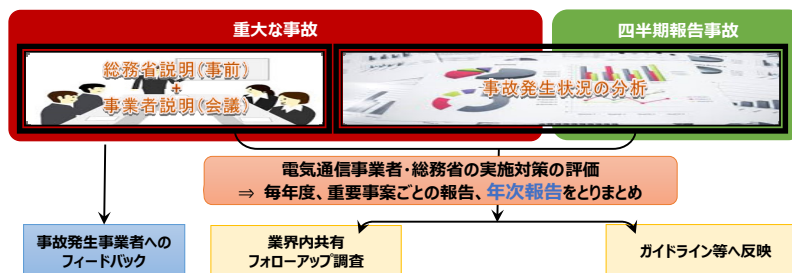 重大な事故
四半期報告事故
総務省説明(事前)
+
事業者説明(会議)
事故発生状況の分析
電気通信事業者・総務省の実施対策の評価
⇒ 毎年度、重要事案ごとの報告、年次報告をとりまとめ
事故発生事業者への
フィードバック
業界内共有
フォローアップ調査
ガイドライン等へ反映